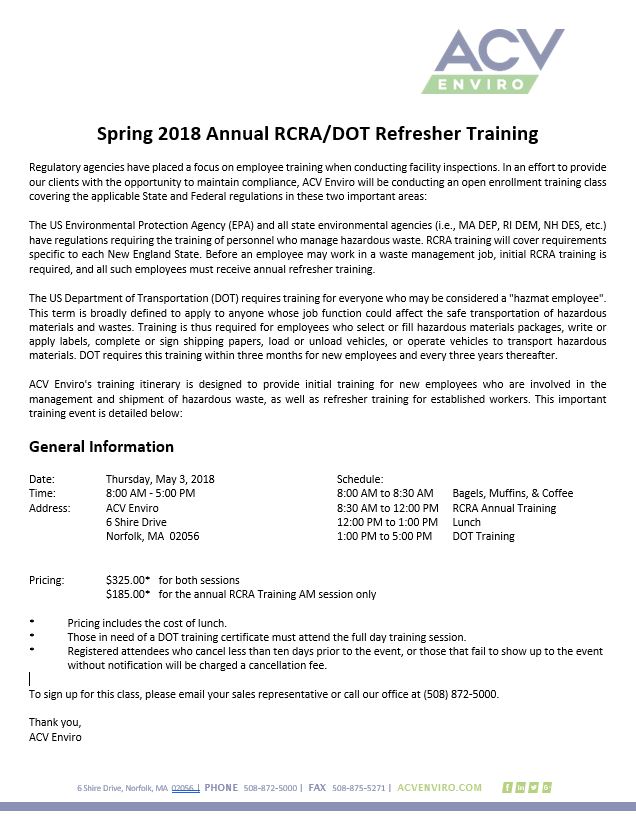 ACV
ENVIRO
Spring 2018 Annual RCRA/DOT Refresher Training
Regulatory agencies have placed a focus on employee training when conducting facility inspections. In an effort to provide
our clients with the opportunity to maintain compliance, ACV Enviro will be conducting an open enrollment training class
covering the applicable State and Federal regulations in these two important areas:
The US Environmental Protection Agency (EPA) and all state environmental agencies (i.e., MA DEP, RI DEM, NH DES, etc.)
have regulations requiring the training of personnel who manage hazardous waste. RCRA training will cover requirements
specific to each New England State. Before an employee may work in a waste management job, initial RCRA training is
required, and all such employees must receive annual refresher training.
The US Department of Transportation (DOT) requires training for everyone who may be considered a "hazmat employee".
This term is broadly defined to apply to anyone whose job function could affect the safe transportation of hazardous
materials and wastes. Training is thus required for employees who select or fill hazardous materials packages, write or
apply labels, complete or sign shipping papers, load or unload vehicles, or operate vehicles to transport hazardous
materials. DOT requires this training within three months for new employees and every three years thereafter.
ACV Enviro's training itinerary is designed to provide initial training for new employees who are involved in the
management and shipment of hazardous waste, as well as refresher training for established workers. This important
training event is detailed below:
General Information
Date: Thursday, May 3, 2018 Schedule:
Time: 8:00 AM - 5:00 PM 8:00 AM to 8:30 AM Bagels, Muffins, & Coffee
Address: ACV Enviro 8:30 AM to 12:00 PM RCRA Annual Training
6 Shire Drive 12:00 PM to 1:00 PM Lunch
Norfolk, MA 02056 1:00 PM to 5:00 PM DOT Training
Pricing: $325.00* for both sessions
$185.00* for the annual RCRA Training AM session only
* Pricing includes the cost of lunch.
* Those in need of a DOT training certificate must attend the full day training session.
* Registered attendees who cancel less than ten days prior to the event, or those that fail to show up to the event
without notification will be charged a cancellation fee.
To sign up for this class, please email your sales representative or call our office at (508) 872-5000.
Thank you,
ACV Enviro
6 Shire Drive, Norfolk, MA 02056 | PHONE 508-872-5000 | FAX 508-875-5271 | ACVENVIRO.COM